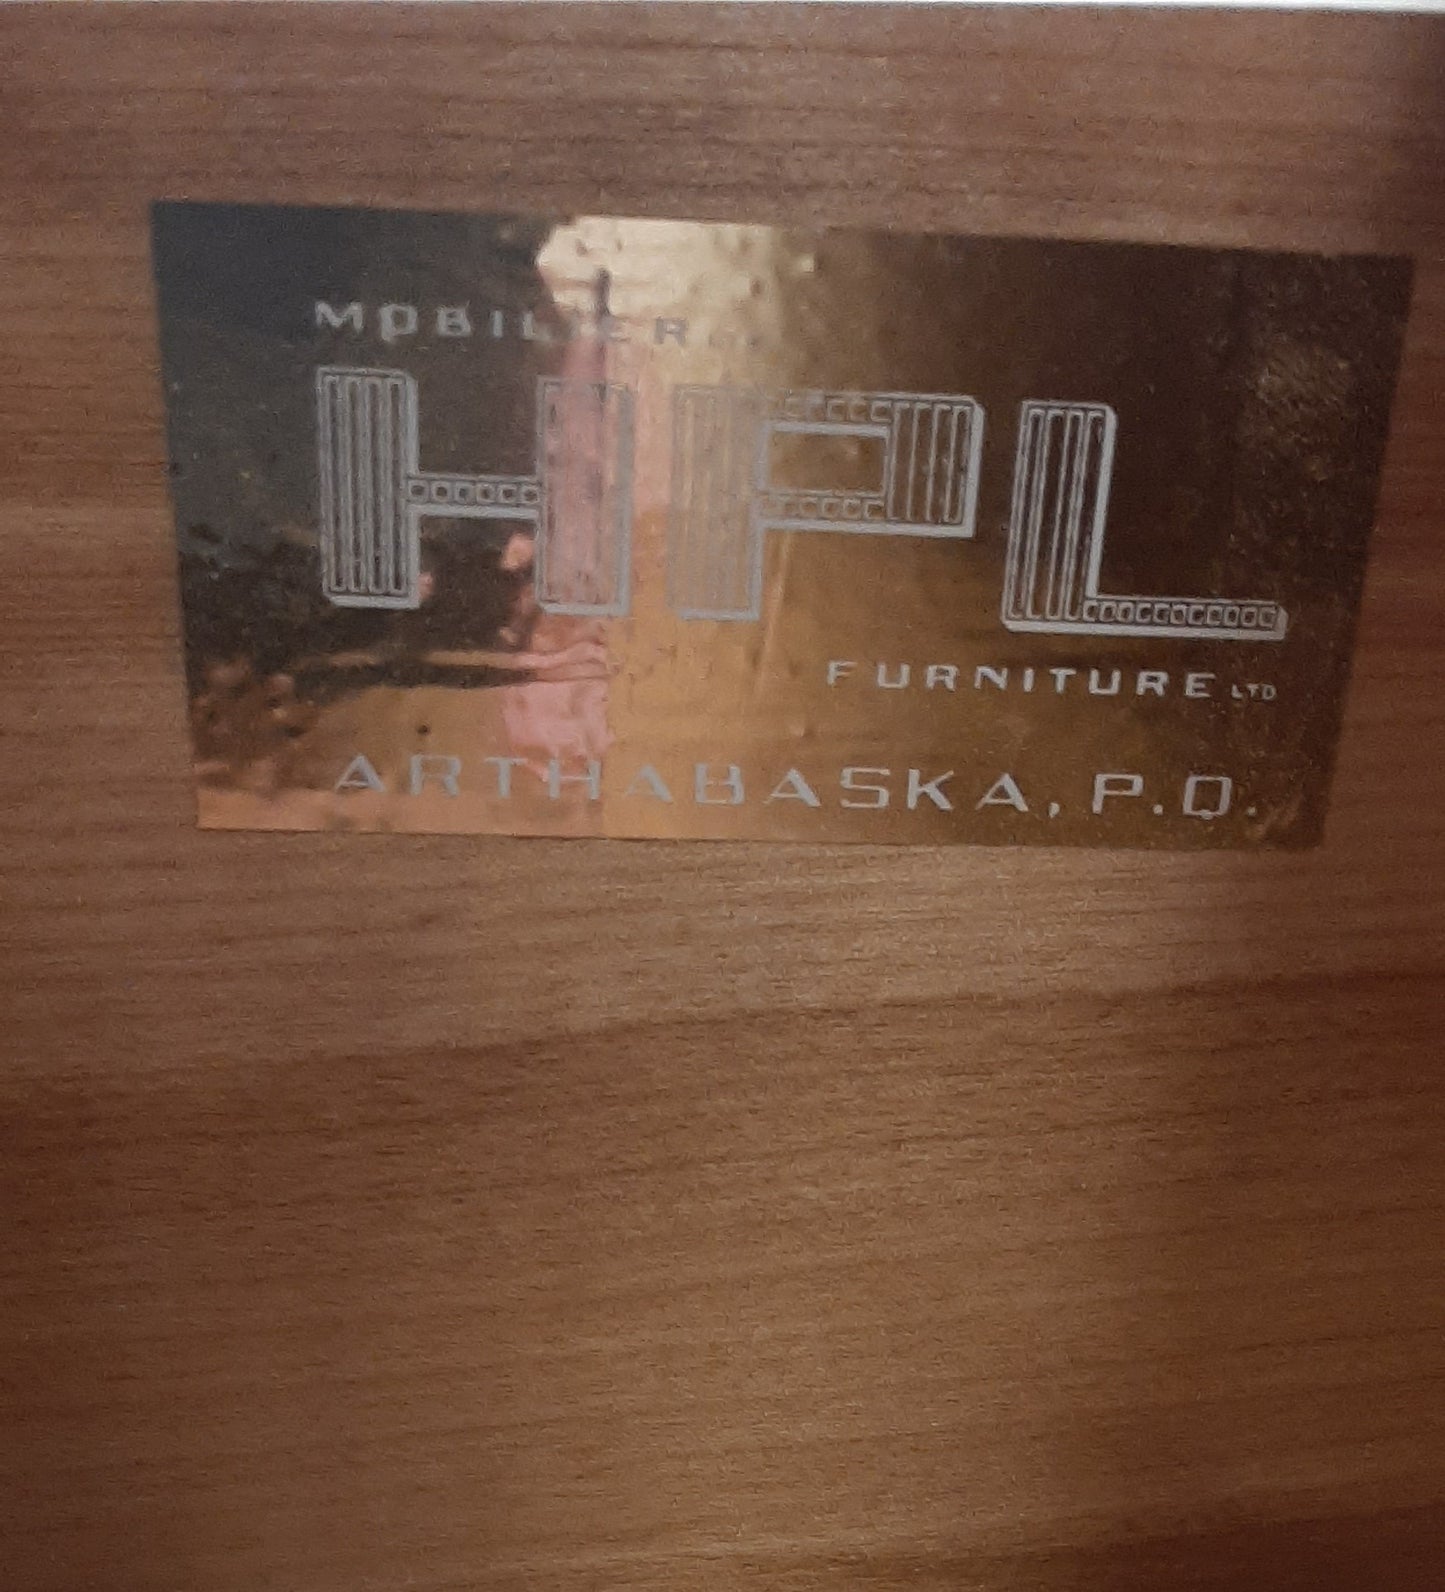 MOBILIER
HPL
FURNITURE LTD
ARTHABASKA, P.Q.